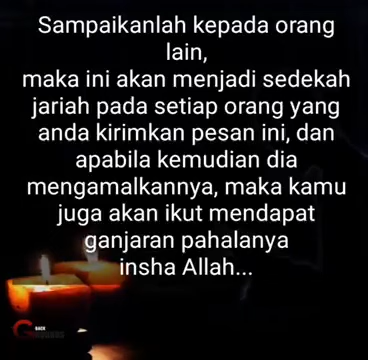 Sampaikanlah kepada orang
lain,
maka ini akan menjadi sedekah
jariah pada setiap orang yang
anda kirimkan pesan ini, dan
apabila kemudian dia
mengamalkannya, maka kamu
juga akan ikut mendapat
ganjaran pahalanya
insha Allah...
BACK